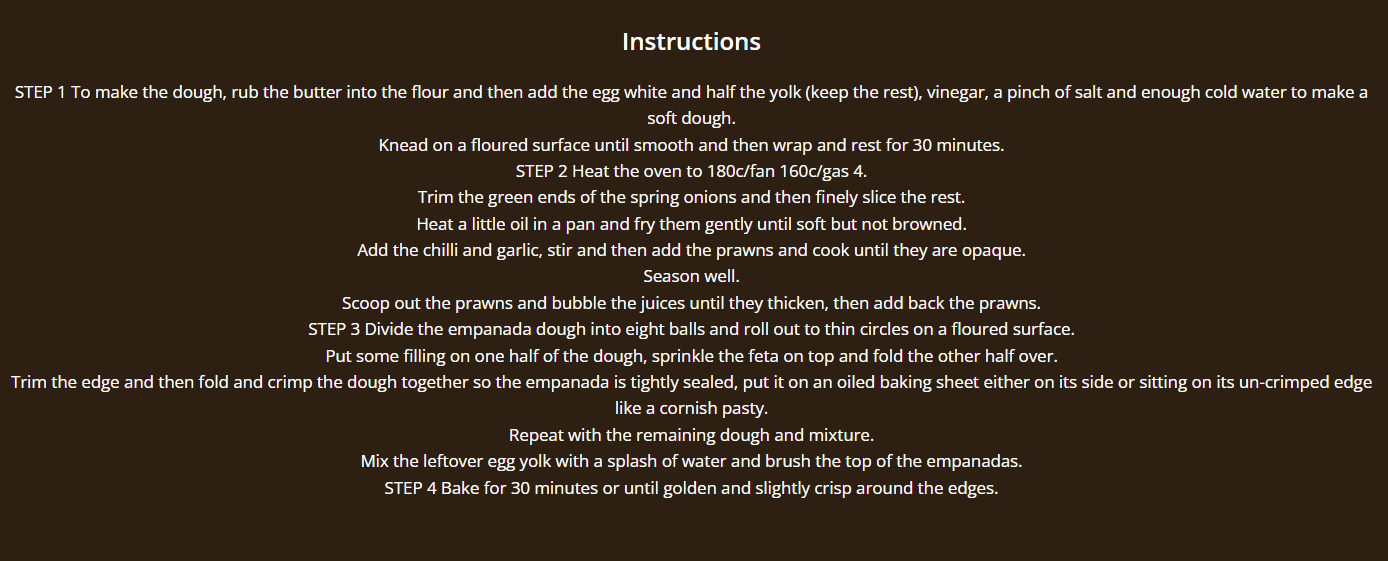 Instructions
STEP 1 To make the dough, rub the butter into the flour and then add the egg white and half the yolk (keep the rest), vinegar, a pinch of salt and enough cold water to make a
soft dough.
Knead on a floured surface until smooth and then wrap and rest for 30 minutes.
STEP 2 Heat the oven to 180c/fan 160c/gas 4.
Trim the green ends of the spring onions and then finely slice the rest.
Heat a little oil in a pan and fry them gently until soft but not browned.
Add the chilli and garlic, stir and then add the prawns and cook until they are opaque.
Season well.
Scoop out the prawns and bubble the juices until they thicken, then add back the prawns.
STEP 3 Divide the empanada dough into eight balls and roll out to thin circles on a floured surface.
Put some filling on one half of the dough, sprinkle the feta on top and fold the other half over.
Trim the edge and then fold and crimp the dough together so the empanada is tightly sealed, put it on an oiled baking sheet either on its side or sitting on its un-crimped edge
like a cornish pasty.
Repeat with the remaining dough and mixture.
Mix the leftover egg yolk with a splash of water and brush the top of the empanadas.
STEP 4 Bake for 30 minutes or until golden and slightly crisp around the edges.